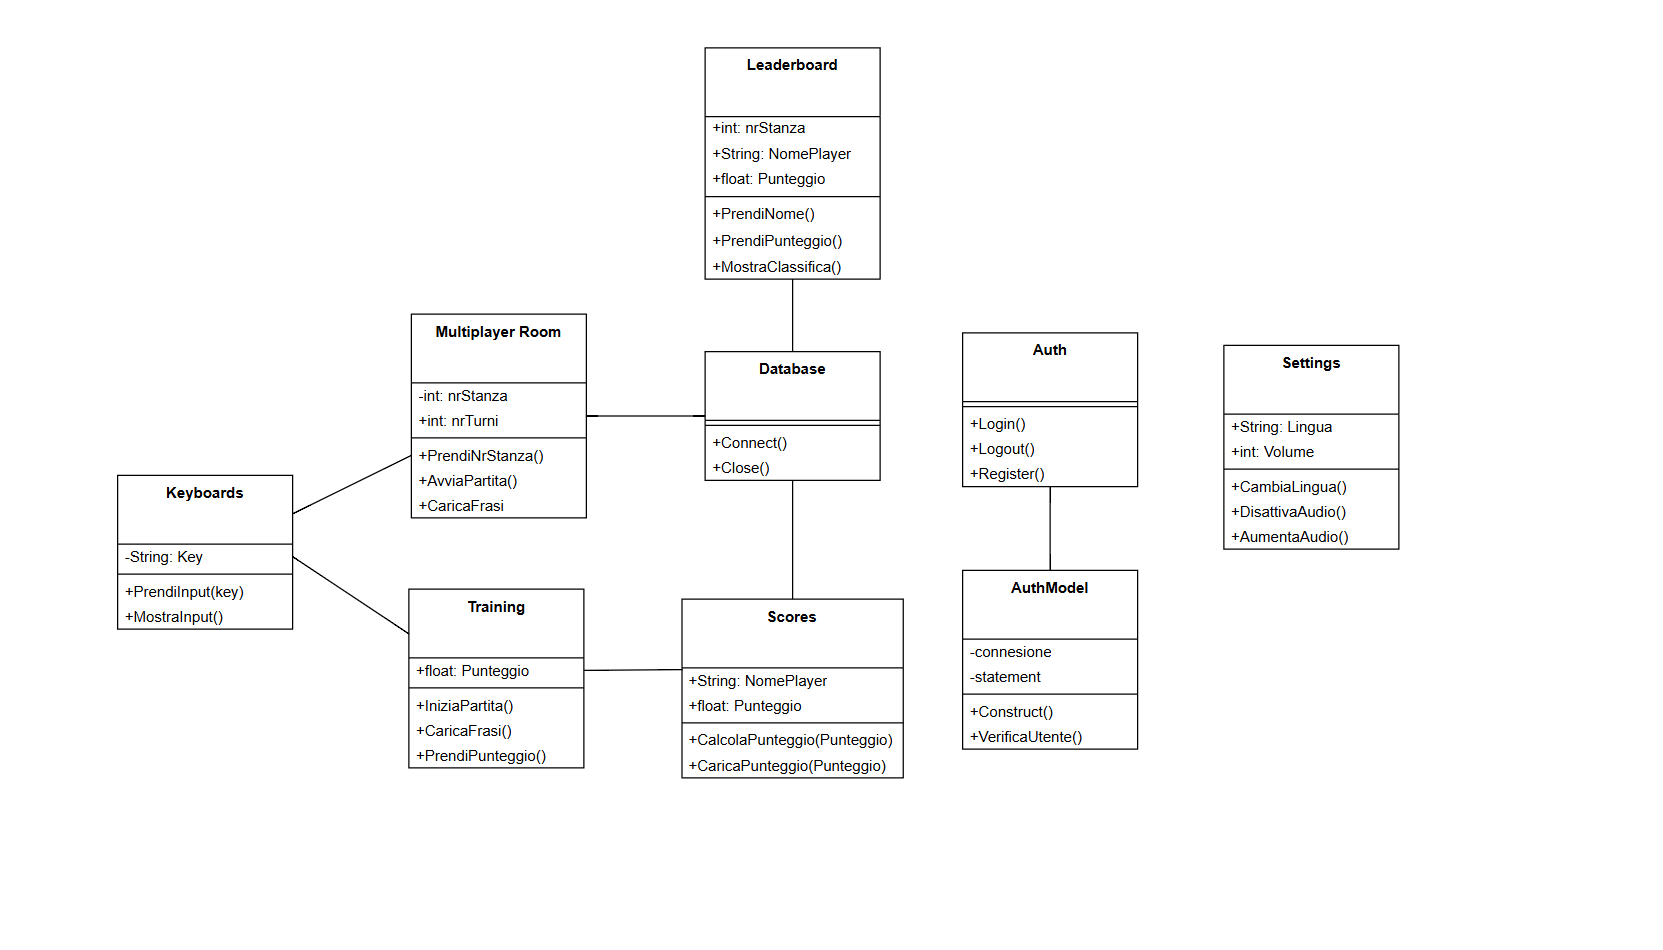 Leaderboard
+int: nrStanza
+String: NomePlayer
+float: Punteggio
+PrendiNome()
+PrendiPunteggio()
+MostraClassifica()
Multiplayer Room
-int: nrStanza
+int: nrTurni
+PrendiNrStanza()
+AvviaPartita()
+CaricaFrasi
Database
+Connect()
+Close()
Auth
+Login()
+Logout()
+Register()
Settings
+String: Lingua
+int: Volume
+CambiaLingua()
+DisattivaAudio()
+AumentaAudio()
Keyboards
-String: Key
+PrendiInput(key)
+MostraInput()
Training
+float: Punteggio
+IniziaPartita()
+CaricaFrasi()
+PrendiPunteggio()
Scores
+String: NomePlayer
+float: Punteggio
+CalcolaPunteggio(Punteggio)
+CaricaPunteggio(Punteggio)
AuthModel
-connesione
-statement
+Construct()
+VerificaUtente()